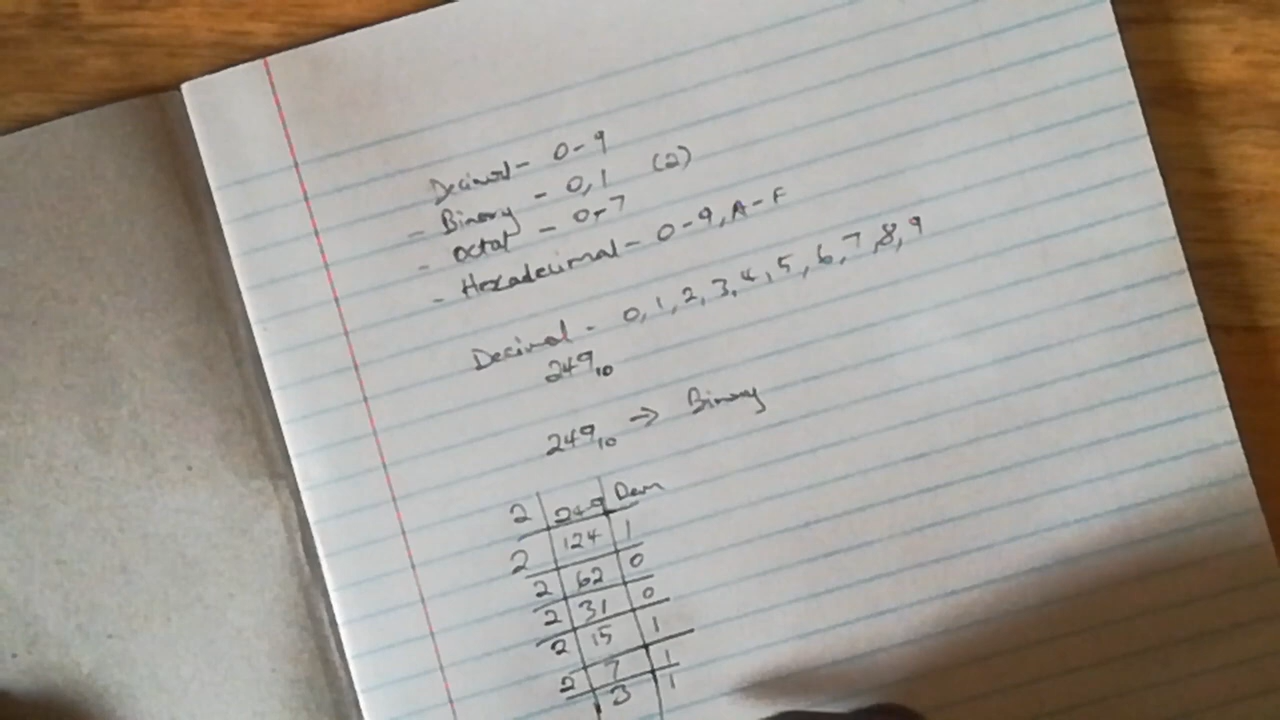 Decimal - 0-9
- Binary - 0,1 (2)
- octal - 0-7
- Hexadecimal - 0-9, A-F
Decimal - 0, 1, 2, 3, 4, 5, 6, 7, 8, 9
249₁₀
249₁₀ → Binary
2 249
2 124 1
2 62 0
2 31 0
2 15 1
2 7 1
3 1